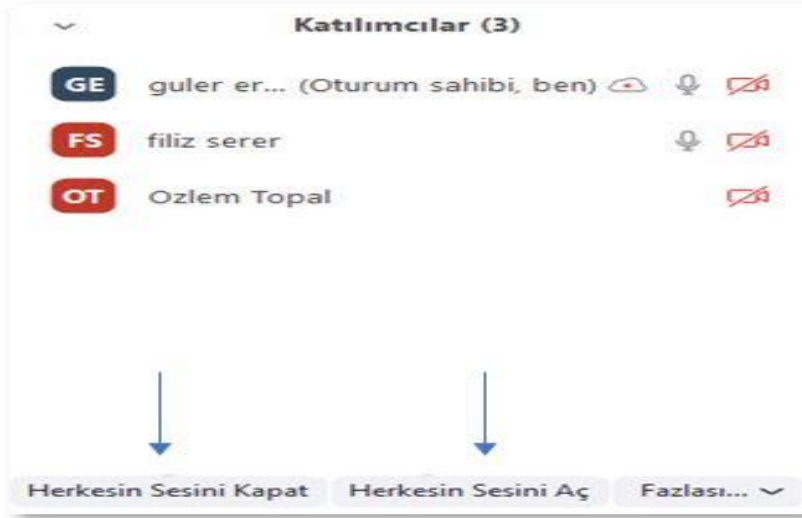 Katılımcılar (3)
GE guler er... (Oturum sahibi, ben)
FS filiz serer
OT Ozlem Topal
Herkesin Sesini Kapat Herkesin Sesini Aç Fazlası...